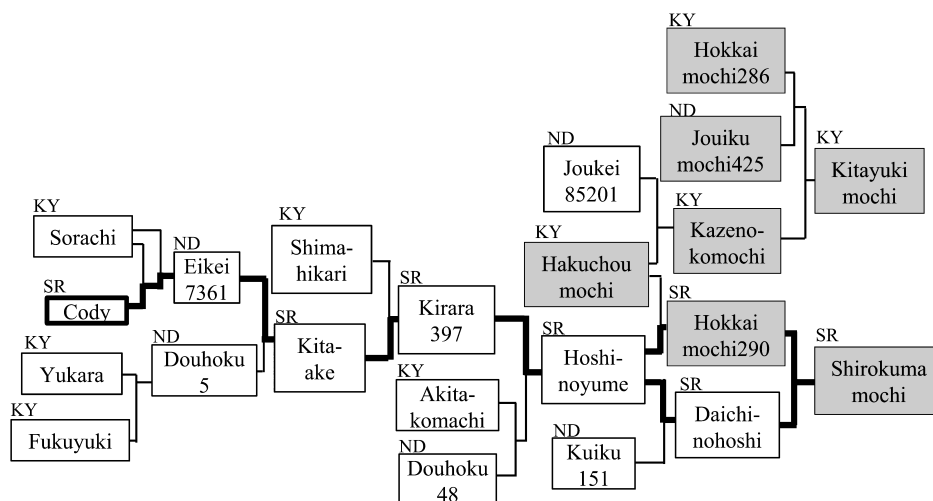 KY
Hokkai
mochi286
ND
Jouiku
mochi425
KY
Kitayuki
mochi
ND
Joukei
85201
KY
Kazeno-
komochi
KY
Hakuchou
mochi
KY
Sorachi
SR
Cody
ND
Eikei
7361
KY
Shima-
hikari
KY
Yukara
KY
Fukuyuki
ND
Douhoku
5
SR
Kita-
ake
SR
Kirara
397
KY
Akita-
komachi
ND
Douhoku
48
SR
Hoshi-
noyume
ND
Kuiku
151
SR
Hokkai
mochi290
SR
Daichi-
nohoshi
SR
Shirokuma
mochi